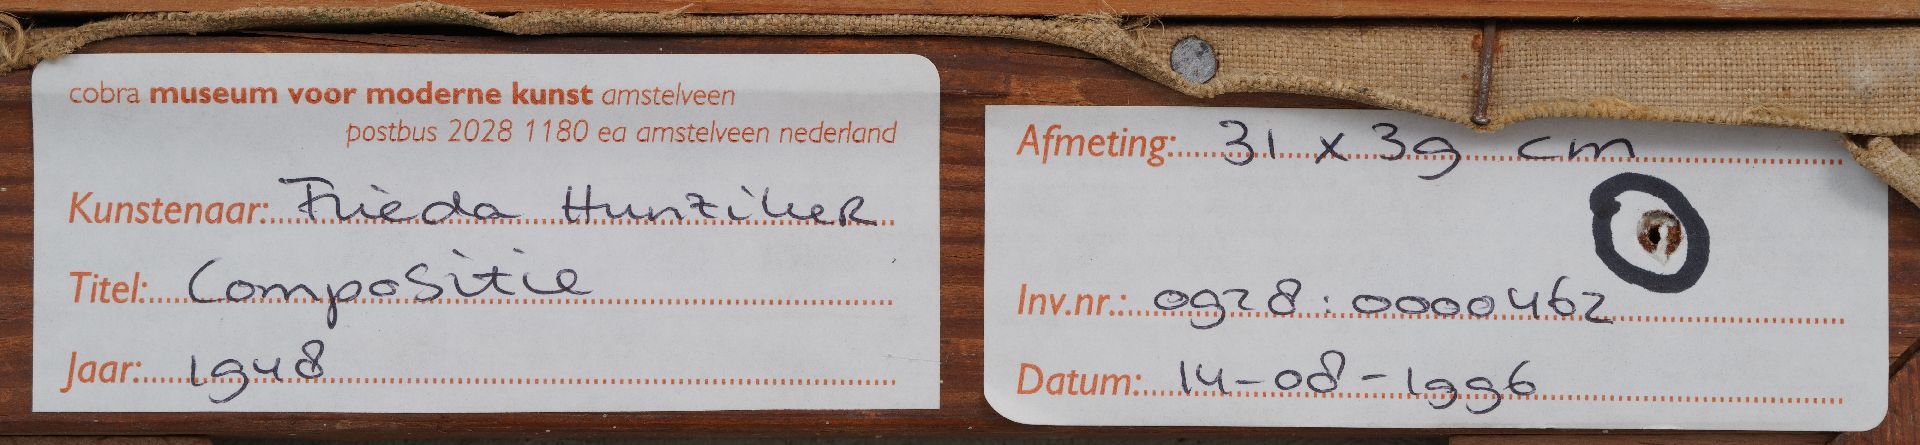 cobra museum voor moderne kunst amstelveen
postbus 2028 1180 ea amstelveen nederland
Kunstenaar: Frieda Hunziker
Titel: Compositie
Jaar: 1948
Afmeting: 31 x 39 cm
Inv.nr.: 0928:0000462
Datum: 14-08-1996